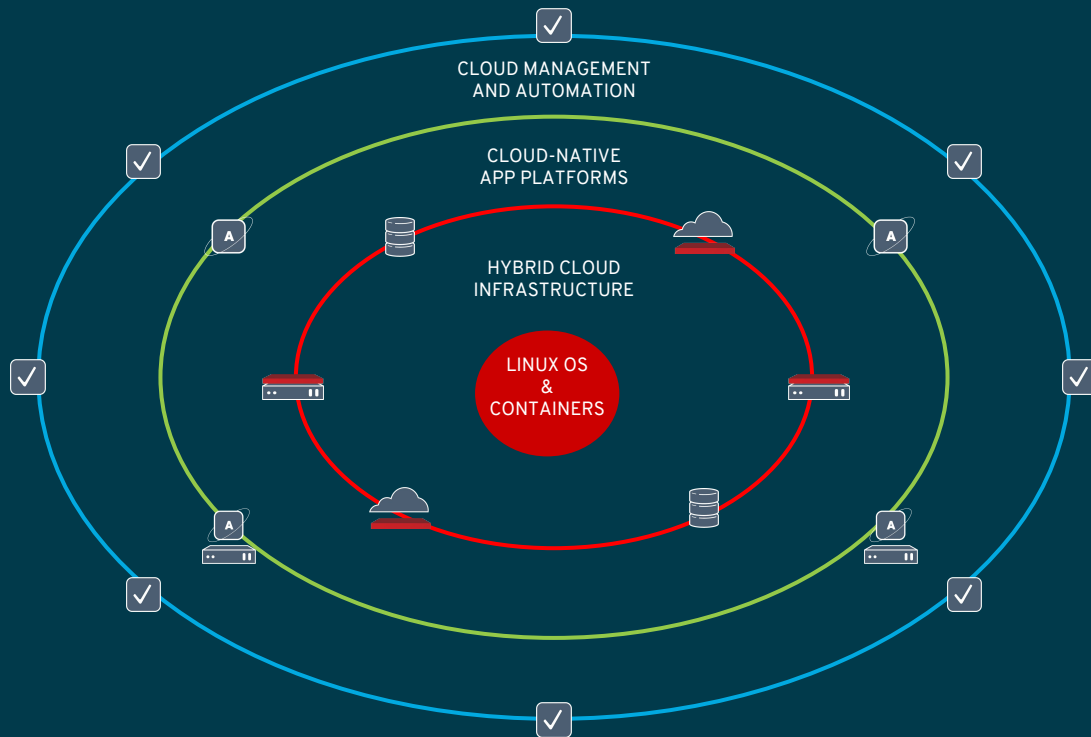 CLOUD MANAGEMENT
AND AUTOMATION
CLOUD-NATIVE
APP PLATFORMS
A
A
HYBRID CLOUD
INFRASTRUCTURE
LINUX OS
&
CONTAINERS
A
A